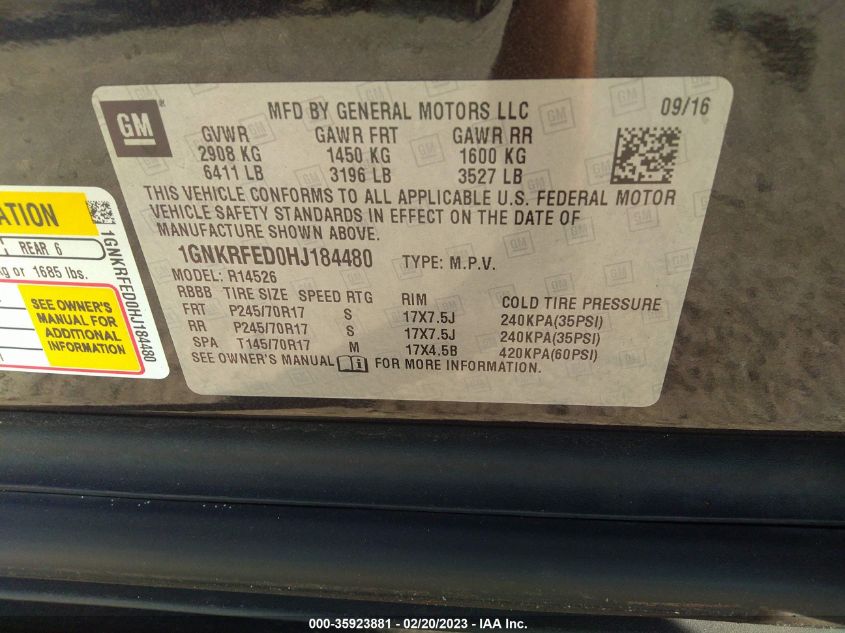 GM
MFD BY GENERAL MOTORS LLC 09/16
GVWR GAWR FRT GAWR RR
2908 KG 1450 KG 1600 KG
6411 LB 3196 LB 3527 LB
THIS VEHICLE CONFORMS TO ALL APPLICABLE U.S. FEDERAL MOTOR
VEHICLE SAFETY STANDARDS IN EFFECT ON THE DATE OF
MANUFACTURE SHOWN ABOVE.
1GNKRFED0HJ184480 TYPE: M.P.V.
MODEL: R14526
RBBB TIRE SIZE SPEED RTG RIM COLD TIRE PRESSURE
FRT P245/70R17 S 17X7.5J 240KPA(35PSI)
RR P245/70R17 S 17X7.5J 240KPA(35PSI)
SPA T145/70R17 M 17X4.5B 420KPA(60PSI)
SEE OWNER'S MANUAL FOR MORE INFORMATION.
REAR 6
or 1685 lbs.
SEE OWNER'S
MANUAL FOR
ADDITIONAL
INFORMATION
1GNKRFED0HJ184480
000-35923881 - 02/20/2023 - IAA Inc.